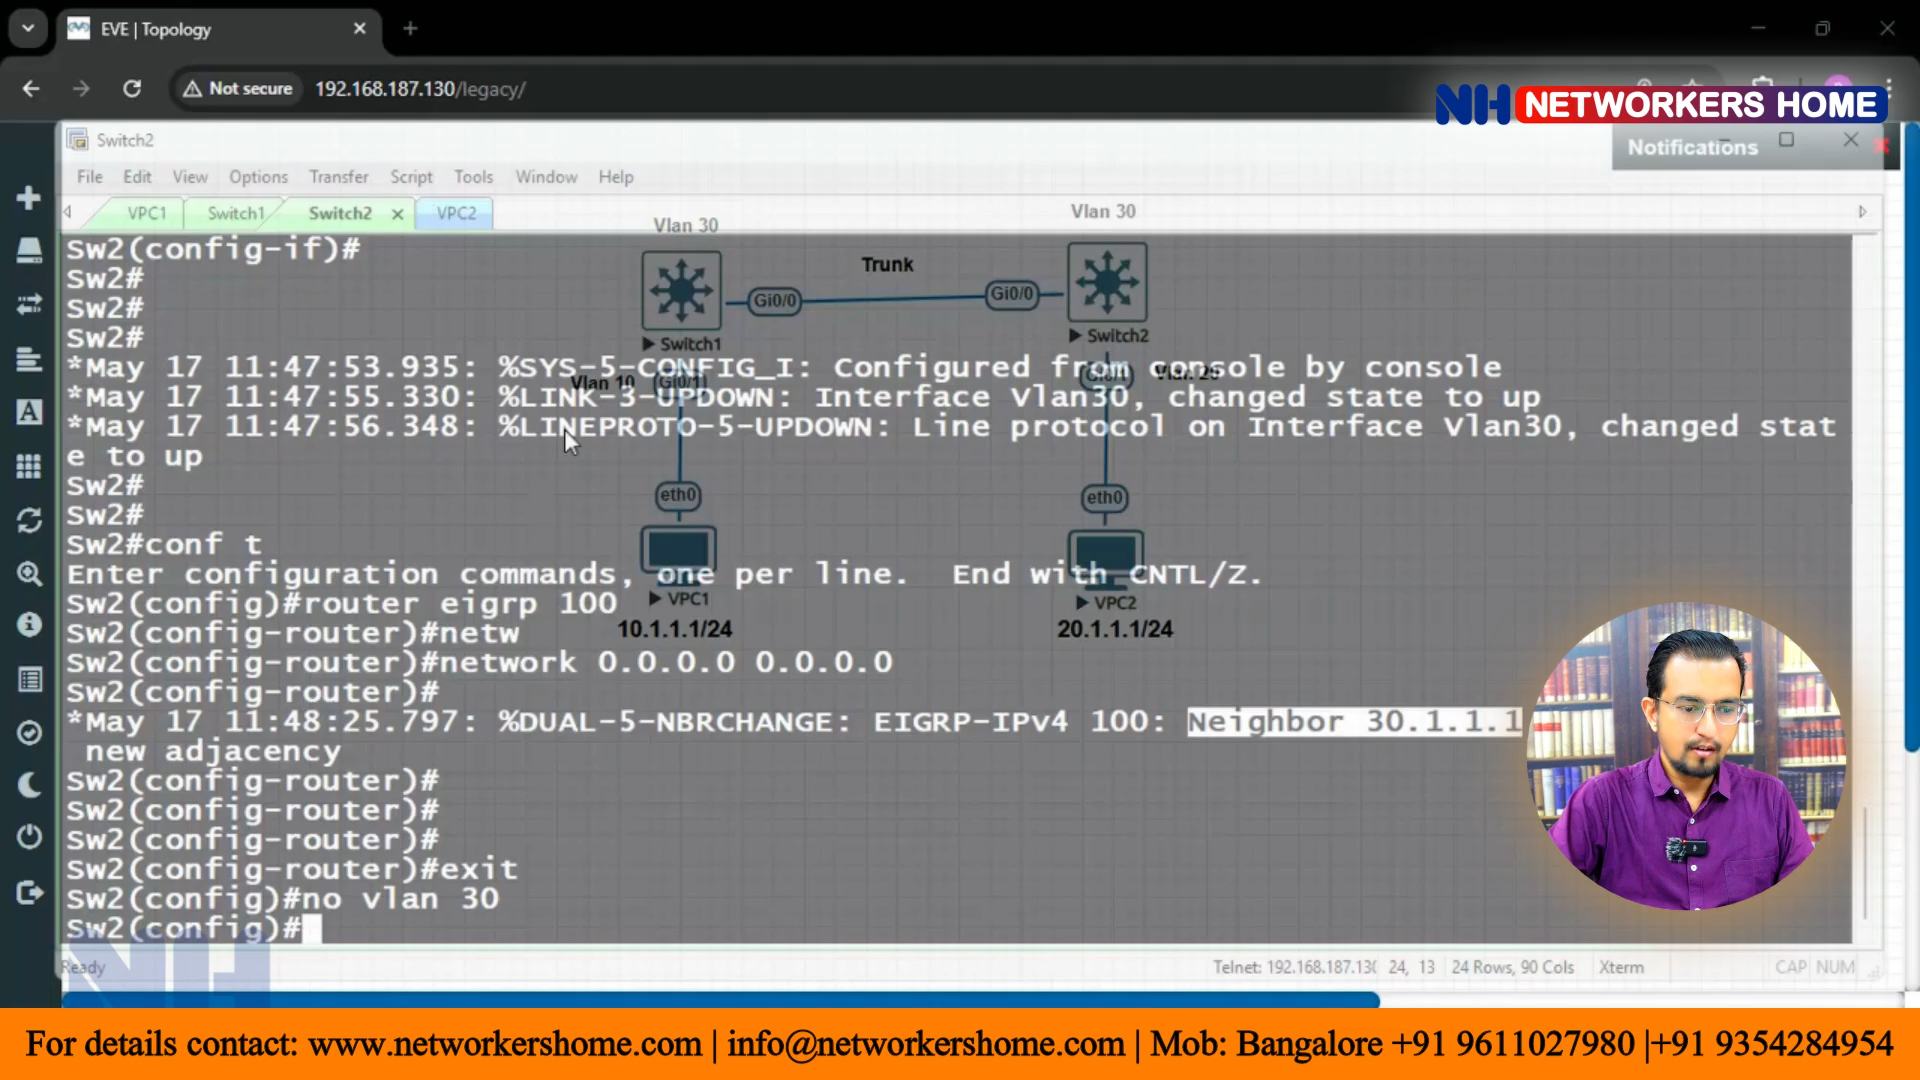 EVE | Topology
Not secure
192.168.187.130/legacy/
NH NETWORKERS HOME
Switch2
Notifications
File Edit View Options Transfer Script Tools Window Help
VPC1 Switch1 Switch2 VPC2
Vlan 30
Vlan 30
Trunk
Gi0/0
Gi0/0
Switch1
Switch2
Vlan 10
Gi0/1
eth0
eth0
VPC1
VPC2
10.1.1.1/24
20.1.1.1/24
Sw2(config-if)#
Sw2#
Sw2#
Sw2#
*May 17 11:47:53.935: %SYS-5-CONFIG_I: Configured from console by console
*May 17 11:47:55.330: %LINK-3-UPDOWN: Interface Vlan30, changed state to up
*May 17 11:47:56.348: %LINEPROTO-5-UPDOWN: Line protocol on Interface Vlan30, changed stat
e to up
Sw2#
Sw2#
Sw2#conf t
Enter configuration commands, one per line.  End with CNTL/Z.
Sw2(config)#router eigrp 100
Sw2(config-router)#netw
Sw2(config-router)#network 0.0.0.0 0.0.0.0
Sw2(config-router)#
*May 17 11:48:25.797: %DUAL-5-NBRCHANGE: EIGRP-IPv4 100: Neighbor 30.1.1.1
new adjacency
Sw2(config-router)#
Sw2(config-router)#
Sw2(config-router)#
Sw2(config-router)#exit
Sw2(config)#no vlan 30
Sw2(config)#
NH
Ready
Telnet: 192.168.187.13 24, 13 24 Rows, 90 Cols Xterm CAP NUM
For details contact: www.networkershome.com | info@networkershome.com | Mob: Bangalore +91 9611027980 |+91 9354284954